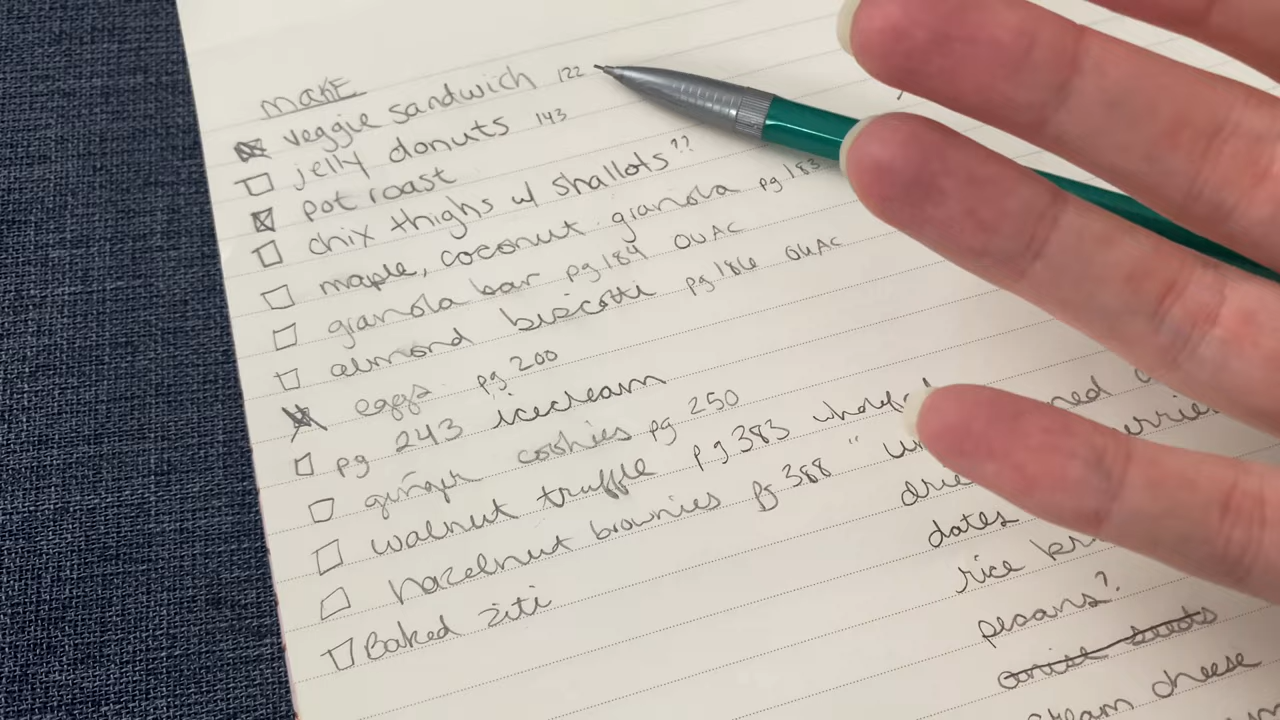 MAKE
veggie sandwich 122
jelly donuts 143
pot roast
chix thighs w/ shallots??
maple, coconut granola pg 183
granola bar pg 184 OUAC
almond biscotti pg 186 OUAC
eggs pg 200
pg 243 icecream
ginger cookies pg 250
walnut truffle pg 383
hazelnut brownies pg 388 "
Baked ziti
dates
rice
pecans?
cheese